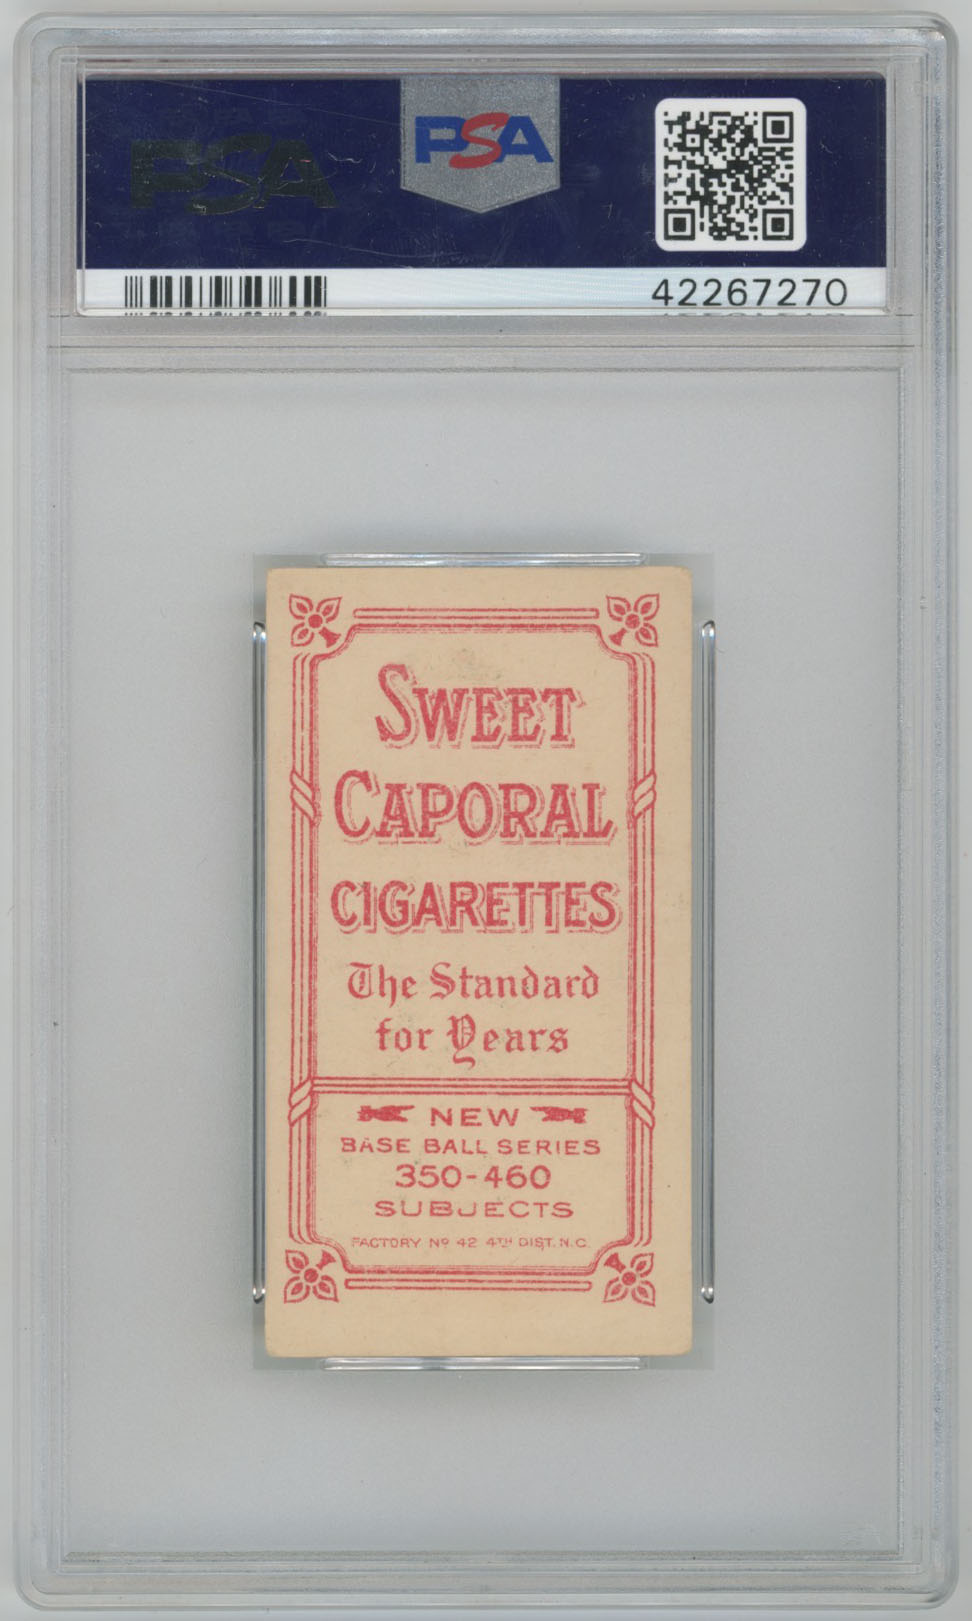 PSA
PSA
42267270
SWEET
CAPORAL
CIGARETTES
The Standard
for Years
NEW
BASE BALL SERIES
350-460
SUBJECTS
FACTORY Nº 42 4TH DIST. N.C.